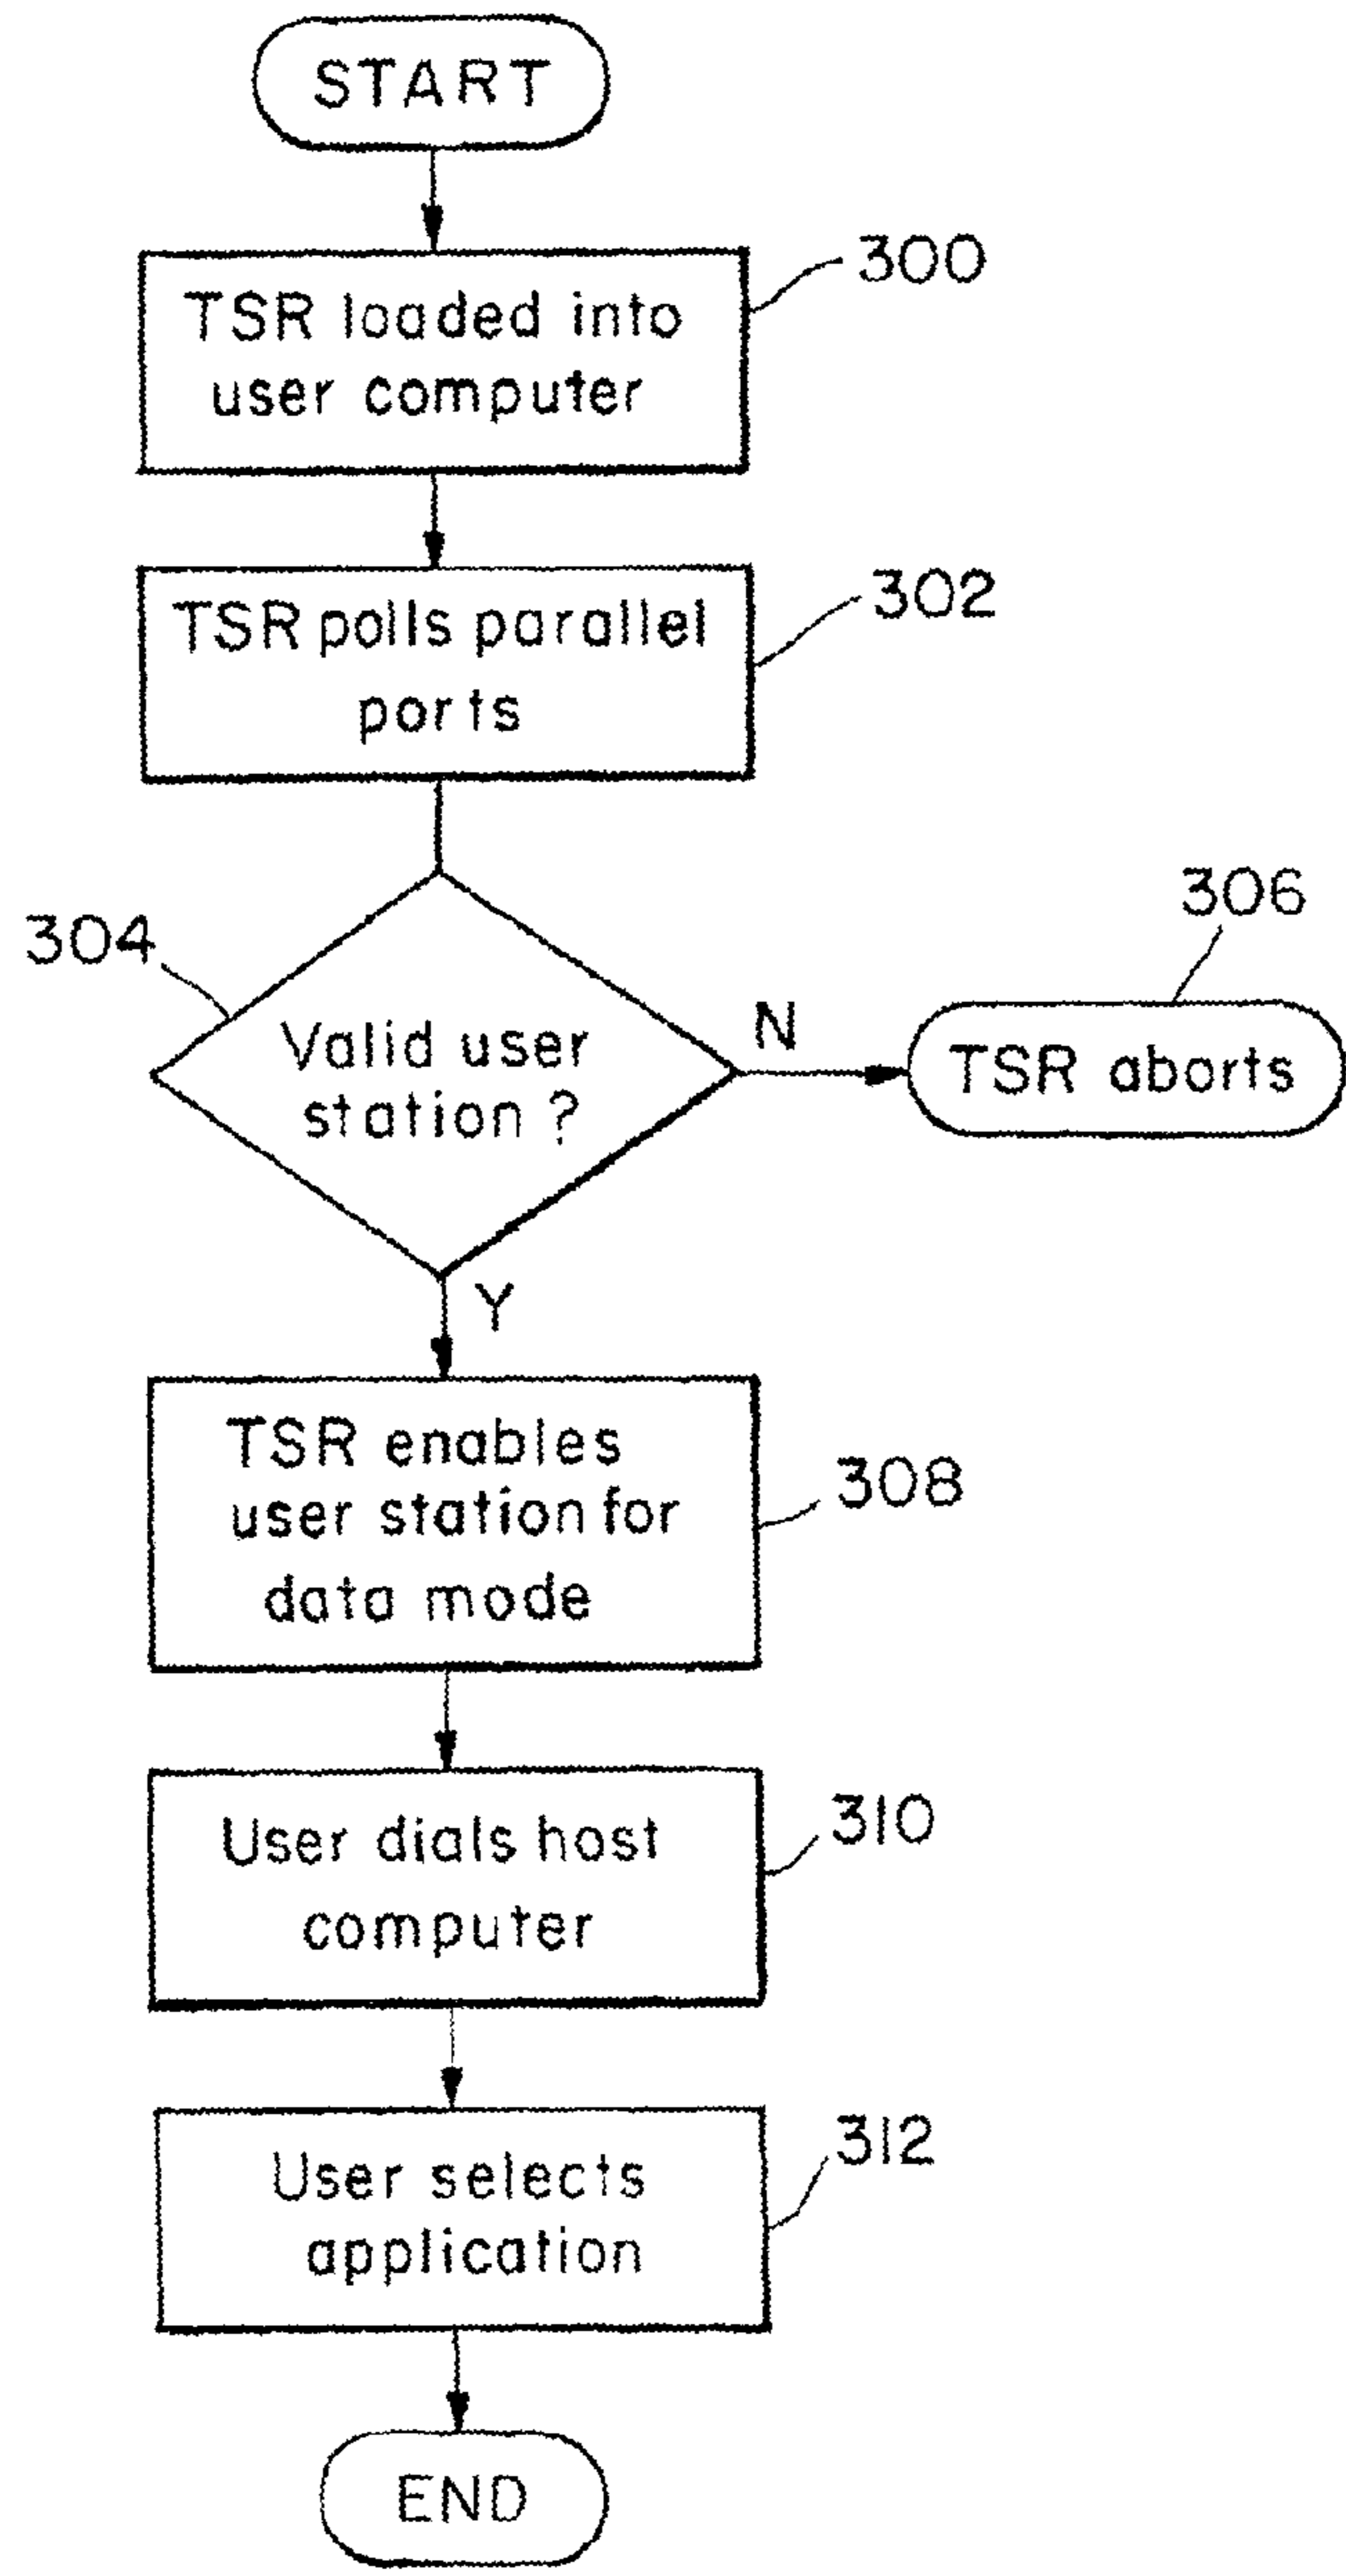 START
300
TSR loaded into
user computer
302
TSR polls parallel
ports
304
Valid user
station ?
N
306
TSR aborts
Y
308
TSR enables
user station for
data mode
310
User dials host
computer
312
User selects
application
END